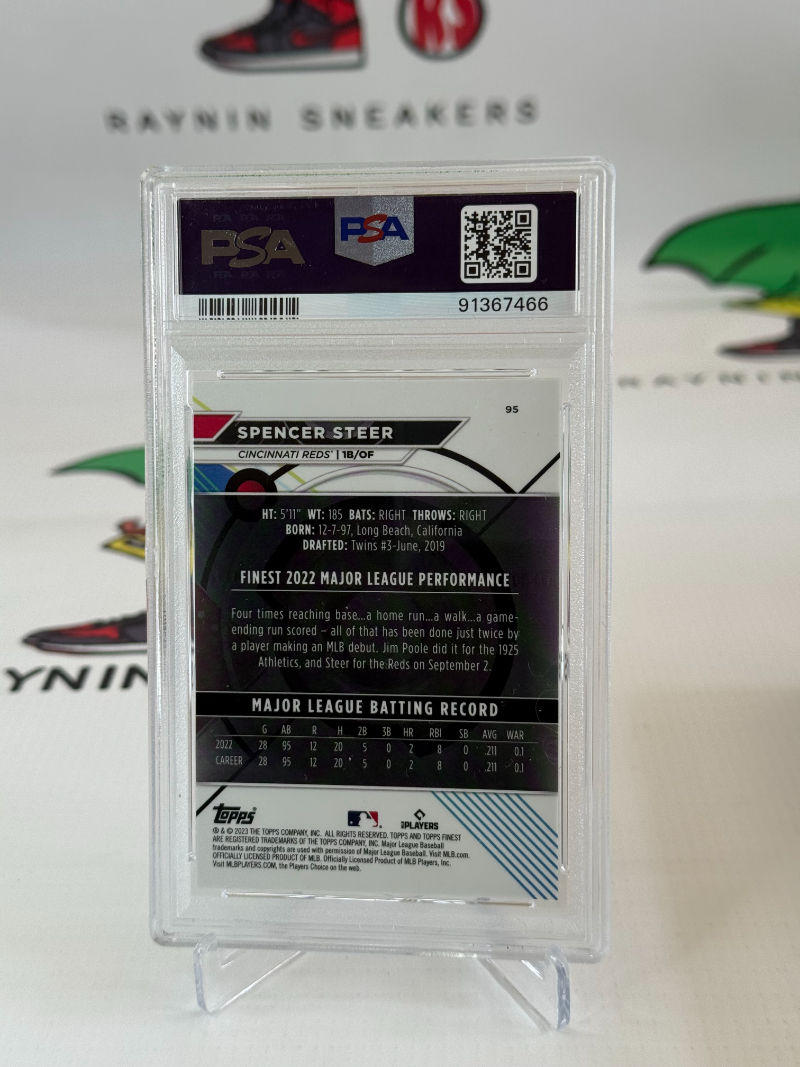 KS
RAYNIN SNEAKERS
PSA
PSA
91367466
RAYNIN
95
SPENCER STEER
CINCINNATI REDS® | 1B/OF
HT: 5'11" WT: 185 BATS: RIGHT THROWS: RIGHT
BORN: 12-7-97, Long Beach, California
DRAFTED: Twins #3-June, 2019
FINEST 2022 MAJOR LEAGUE PERFORMANCE
Four times reaching base...a home run...a walk...a game-
ending run scored – all of that has been done just twice by
a player making an MLB debut. Jim Poole did it for the 1925
Athletics, and Steer for the Reds on September 2.
MAJOR LEAGUE BATTING RECORD
G AB R H 2B 3B HR RBI SB AVG WAR
2022 28 95 12 20 5 0 2 8 0 .211 0.1
CAREER 28 95 12 20 5 0 2 8 0 .211 0.1
YNIN
topps
PLAYERS
® & © 2023 THE TOPPS COMPANY, INC. ALL RIGHTS RESERVED. TOPPS AND TOPPS FINEST
ARE REGISTERED TRADEMARKS OF THE TOPPS COMPANY, INC. Major League Baseball
trademarks and copyrights are used with permission of Major League Baseball. Visit MLB.com.
OFFICIALLY LICENSED PRODUCT OF MLB. Officially Licensed Product of MLB Players, Inc.
Visit MLBPLAYERS.COM, the Players Choice on the web.